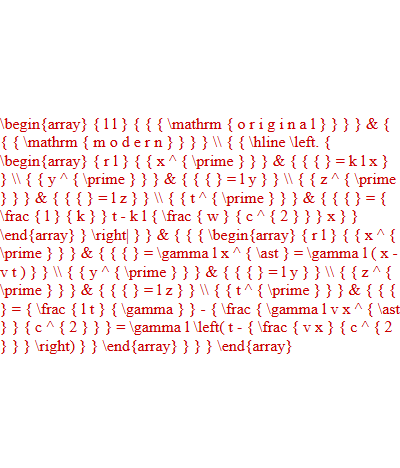 \begin{array} { l l } { { { \mathrm { o r i g i n a l } } } } & {
{ { \mathrm { m o d e r n } } } } \\ { { \hline \left. {
\begin{array} { r l } { { x ^ { \prime } } } & { { { } = k l x }
} \\ { { y ^ { \prime } } } & { { { } = l y } } \\ { { z ^ { \prime
} } } & { { { } = l z } } \\ { { t ^ { \prime } } } & { { { } = {
\frac { l } { k } } t - k l { \frac { w } { c ^ { 2 } } } x } }
\end{array} } \right| } } & { { { \begin{array} { r l } { { x ^ {
\prime } } } & { { { } = \gamma l x ^ { \ast } = \gamma l ( x -
v t ) } } \\ { { y ^ { \prime } } } & { { { } = l y } } \\ { { z ^ {
\prime } } } & { { { } = l z } } \\ { { t ^ { \prime } } } & { { {
} = { \frac { l t } { \gamma } } - { \frac { \gamma l v x ^ { \ast
} } { c ^ { 2 } } } = \gamma l \left( t - { \frac { v x } { c ^ { 2
} } } \right) } } \end{array} } } } \end{array}